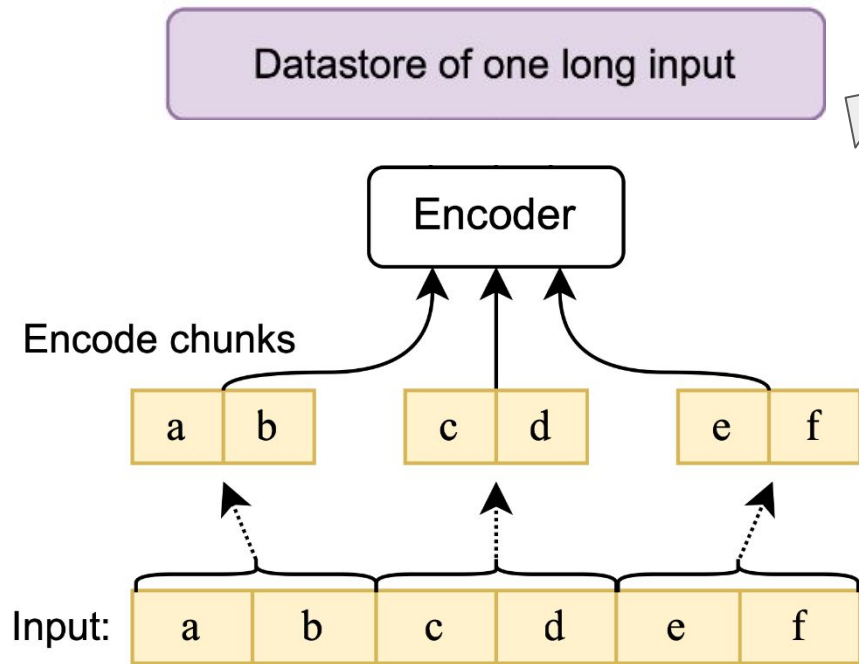 Datastore of one long input
Encoder
Encode chunks
a b c d e f
Input: a b c d e f